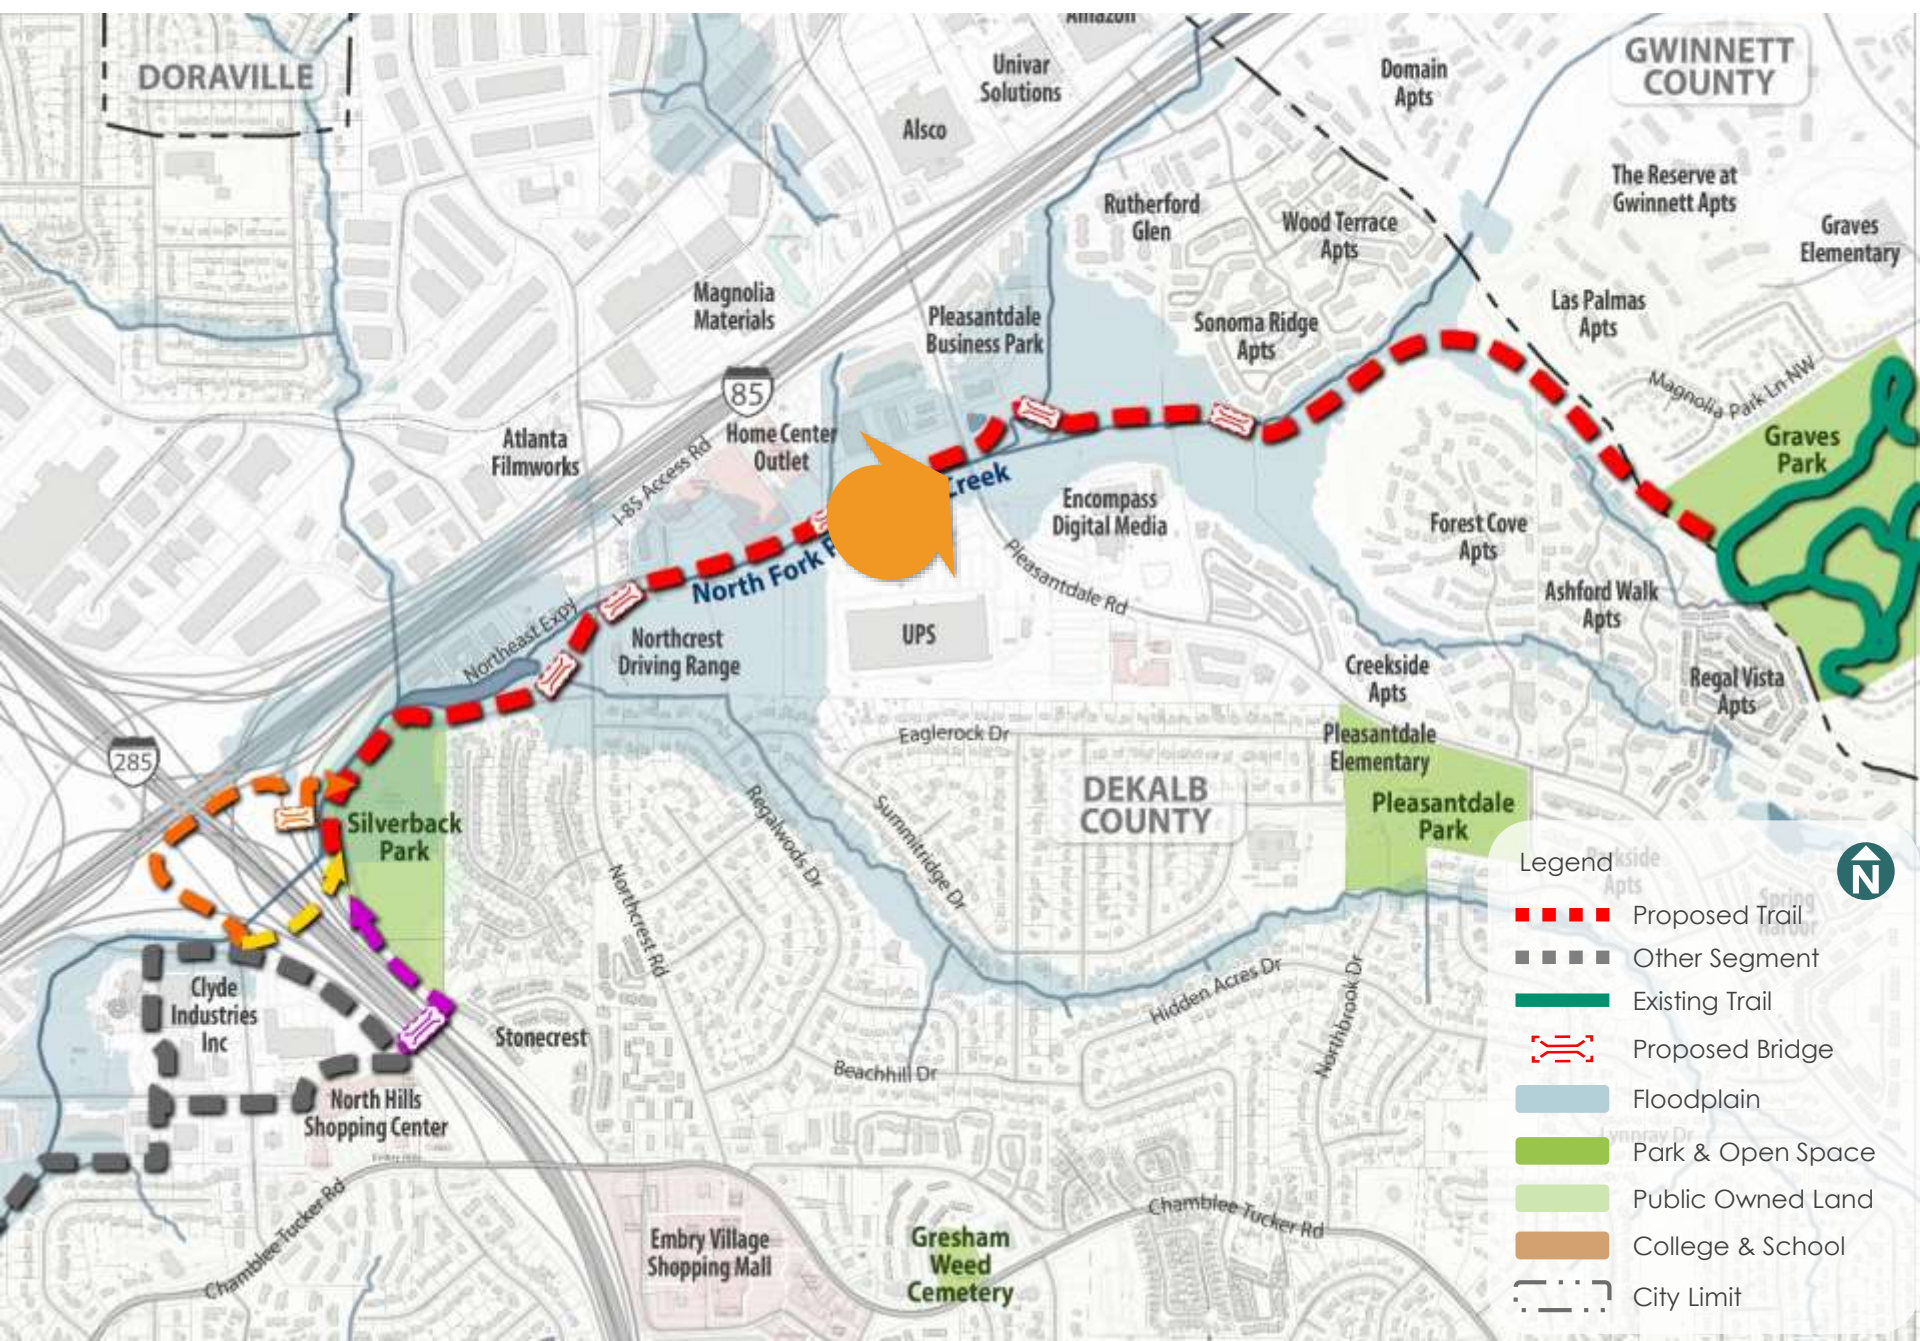 Amazon
DORAVILLE
GWINNETT
COUNTY
Univar
Solutions
Domain
Apts
Alsco
The Reserve at
Gwinnett Apts
Rutherford
Glen
Wood Terrace
Apts
Graves
Elementary
Magnolia
Materials
Pleasantdale
Business Park
Sonoma Ridge
Apts
Las Palmas
Apts
85
Magnolia Park Ln NW
Atlanta
Filmworks
I-85 Access Rd
Home Center
Outlet
Graves
Park
Creek
Encompass
Digital Media
Forest Cove
Apts
North Fork
Pleasantdale Rd
Ashford Walk
Apts
Northeast Expy
Northcrest
Driving Range
UPS
Creekside
Apts
Regal Vista
Apts
Eaglerock Dr
Pleasantdale
Elementary
285
DEKALB
COUNTY
Pleasantdale
Park
Silverback
Park
Regalwods Dr
Summitridge Dr
Northcrest Rd
Parkside
Apts
Spring
Harbor
Clyde
Industries
Inc
Stonecrest
Hidden Acres Dr
Northbrook Dr
Beachhill Dr
North Hills
Shopping Center
Lynnray Dr
Chamblee Tucker Rd
Chamblee Tucker Rd
Embry Village
Shopping Mall
Gresham
Weed
Cemetery
Legend
N
Proposed Trail
Other Segment
Existing Trail
Proposed Bridge
Floodplain
Park & Open Space
Public Owned Land
College & School
City Limit